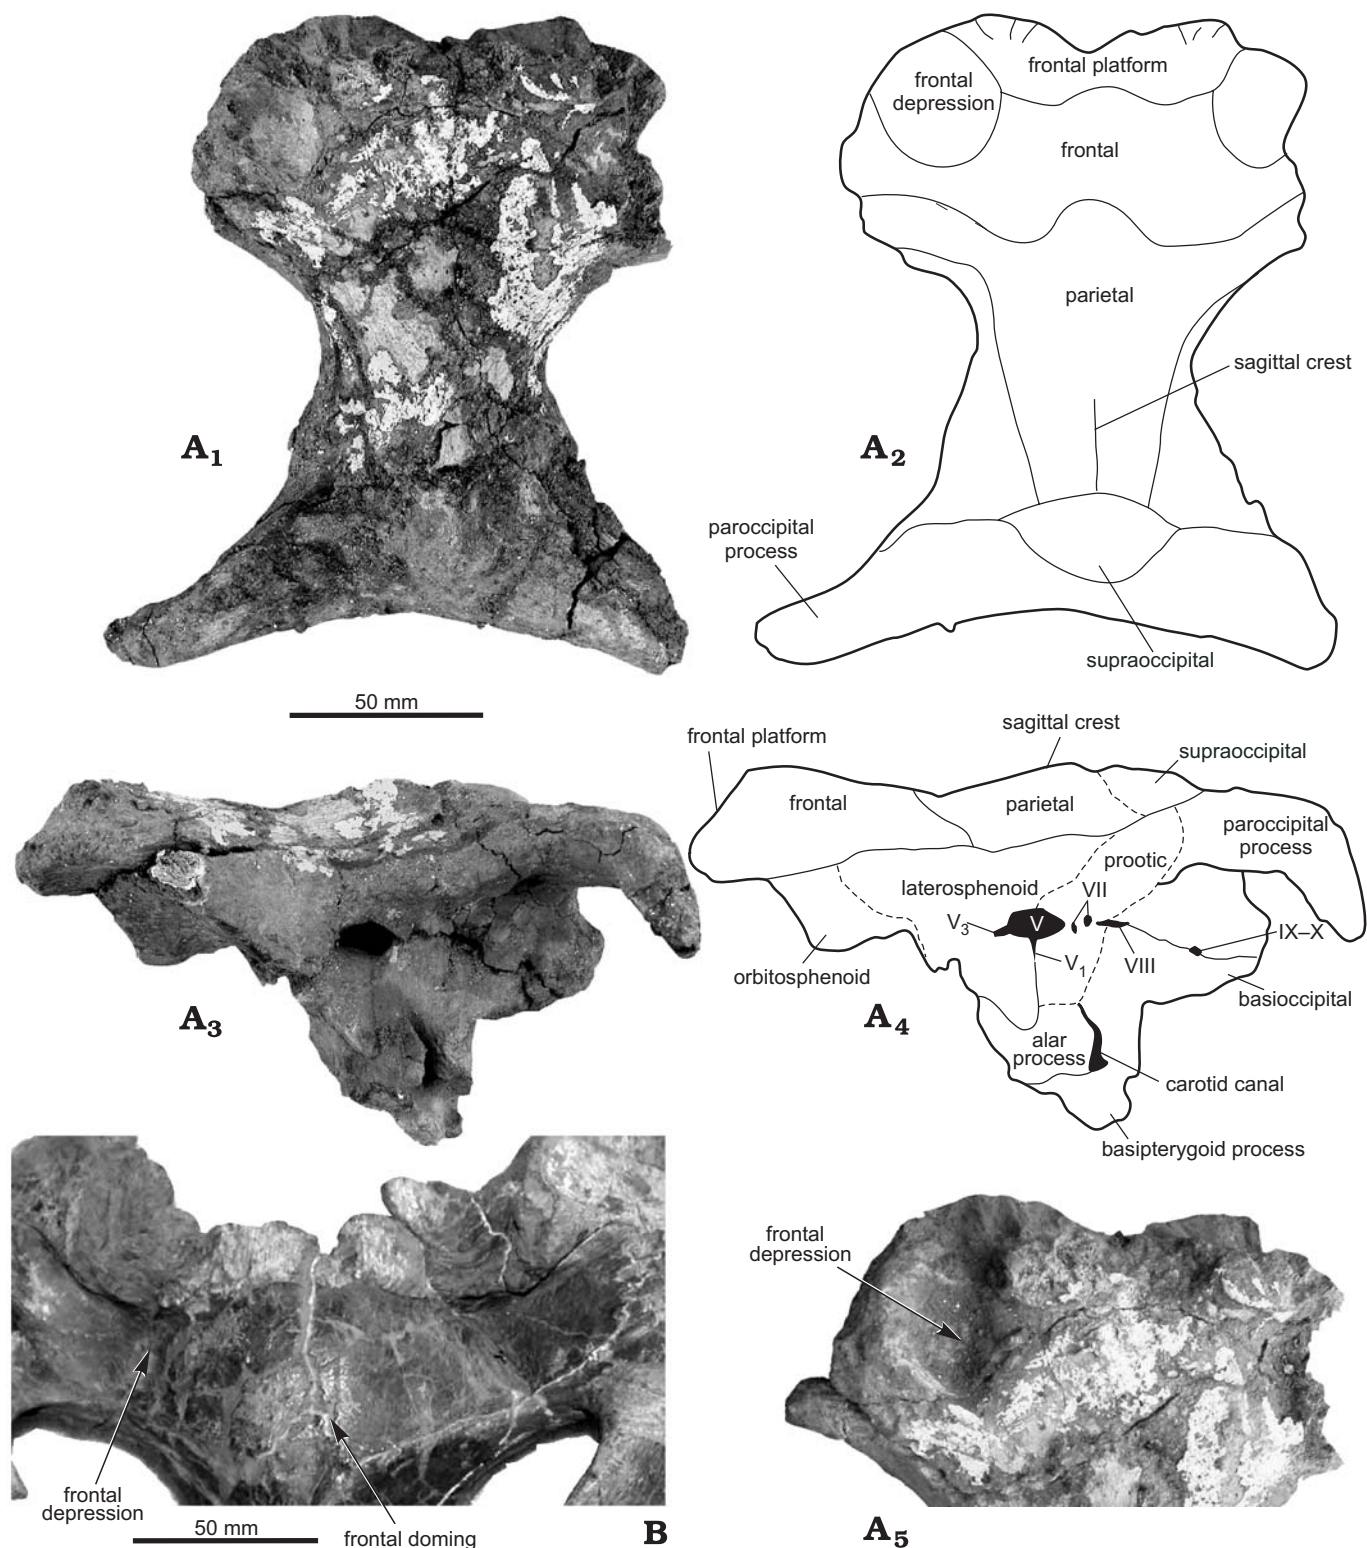 frontal platform
frontal
depression
frontal
parietal
sagittal crest
A1
A2
paroccipital
process
supraoccipital
50 mm
sagittal crest
frontal platform
supraoccipital
frontal
parietal
paroccipital
process
prootic
laterosphenoid
VII
V3
V
IX–X
V1
VIII
orbitosphenoid
basioccipital
A3
A4
alar
process
carotid canal
basipterygoid process
frontal
depression
frontal
depression
50 mm
frontal doming
B
A5